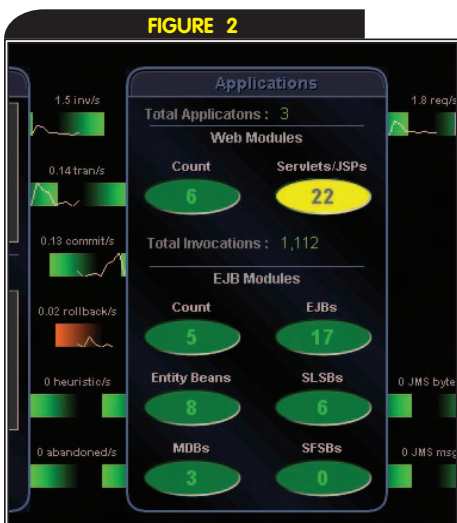 FIGURE 2
Applications
Total Applicatons : 3
Web Modules
Count Servlets/JSPs
6 22
Total Invocations : 1,112
EJB Modules
Count EJBs
5 17
Entity Beans SLSBs
8 6
MDBs SFSBs
3 0
1.5 inv/s
0.14 tran/s
0.13 commit/s
0.02 rollback/s
0 heuristic/s
0 abandoned/s
1.8 req/s
0 JMS byte
0 JMS msg